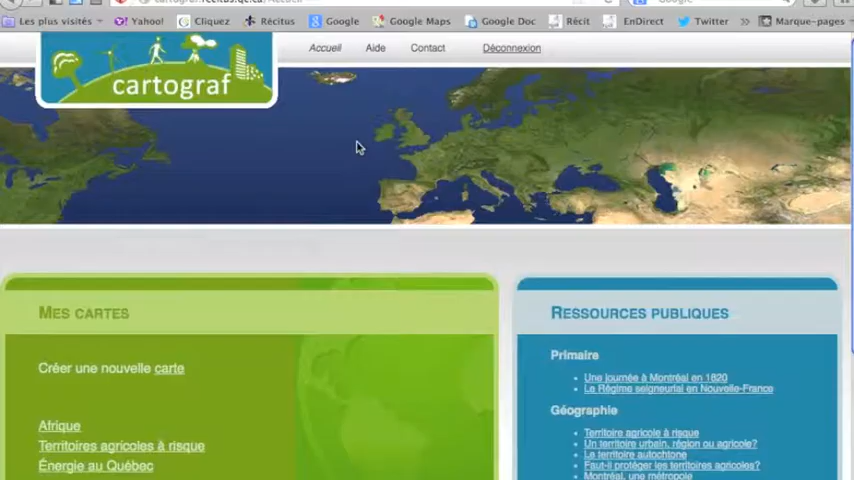 Les plus visités
Yahoo!
Cliquez
Récitus
Google
Google Maps
Google Doc
Récit
EnDirect
Twitter
»
Marque-pages
cartograf
Accueil
Aide
Contact
Déconnexion
MES CARTES
Créer une nouvelle carte
Afrique
Territoires agricoles à risque
Énergie au Québec
RESSOURCES PUBLIQUES
Primaire
Une journée à Montréal en 1820
Le Régime seigneurial en Nouvelle-France
Géographie
Territoire agricole à risque
Un territoire urbain, région ou agricole?
Le territoire autochtone
Faut-il protéger les territoires agricoles?
Montréal, une métropole